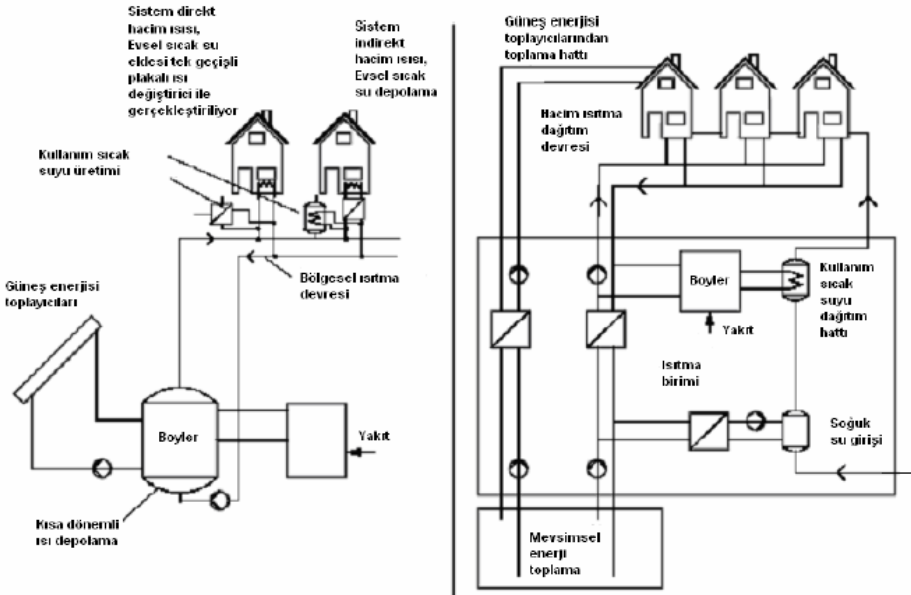 Sistem direkt
hacim ısısı,
Evsel sıcak su
eklesi tek geçişli
plakalı ısı
değiştirici ile
gerçekleştiriliyor
Sistem
indirekt
hacim ısısı,
Evsel sıcak
su depolama
Kullanım sıcak
suyu üretimi
Bölgesel ısıtma
devresi
Güneş enerjisi
toplayıcıları
Boyler
Yakıt
Kısa dönemli
ısı depolama
Güneş enerjisi
toplayıcılarından
toplama hattı
Hacim ısıtma
dağıtım
devresi
Boyler
Yakıt
Kullanım
sıcak
suyu
dağıtım
hattı
Isıtma
birimi
Soğuk
su girişi
Mevsimsel
enerji
toplama